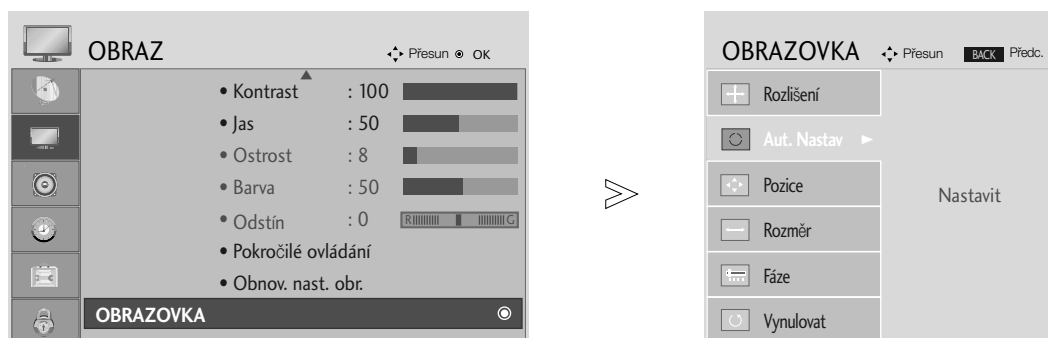 OBRAZ Přesun OK
• Kontrast : 100
• Jas : 50
• Ostrost : 8
• Barva : 50
• Odstín : 0 R G
• Pokročilé ovládání
• Obnov. nast. obr.
OBRAZOVKA
OBRAZOVKA Přesun BACK Předc.
Rozlišení
Aut. Nastav
Pozice
Rozměr
Fáze
Vynulovat
Nastavit